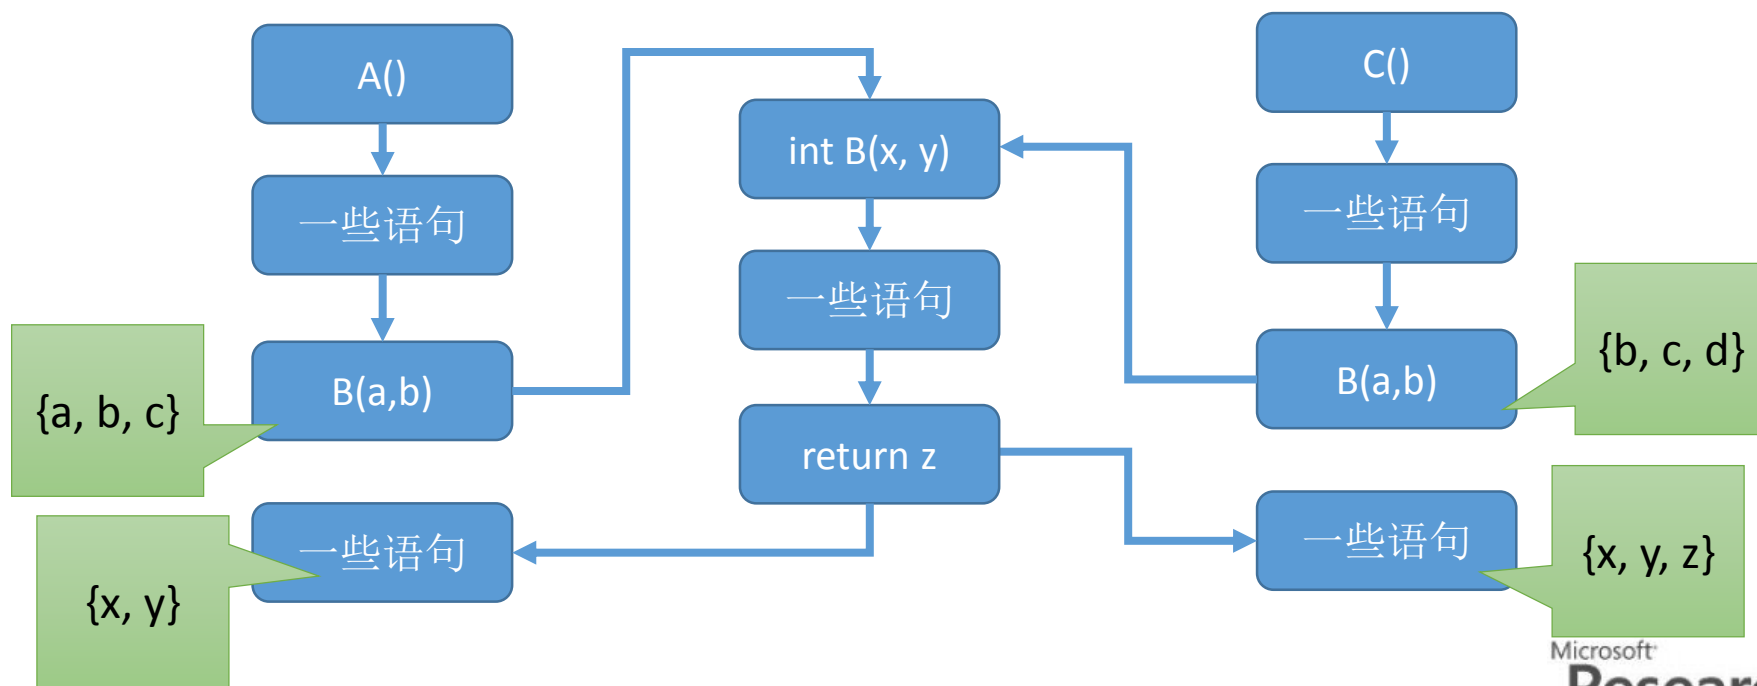 A()
一些语句
B(a,b)
{a, b, c}
一些语句
{x, y}
int B(x, y)
一些语句
return z
C()
一些语句
B(a,b)
{b, c, d}
一些语句
{x, y, z}
Microsoft
Research